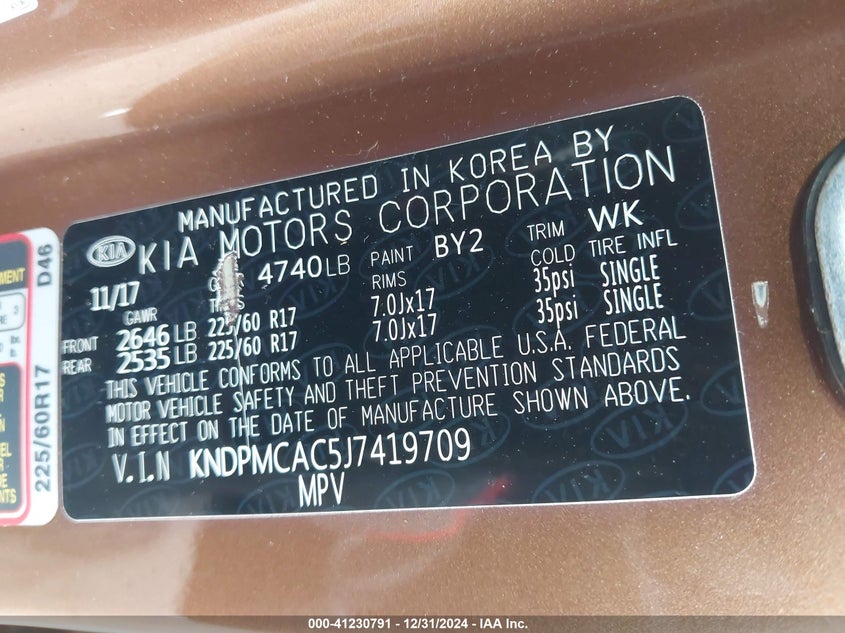 MANUFACTURED IN KOREA BY
KIA KIA MOTORS CORPORATION
11/17 4740LB PAINT BY2 TRIM WK
GAWR RIMS COLD TIRE INFL
FRONT 2646 LB 225/60 R17 7.0Jx17 35psi SINGLE
REAR 2535 LB 225/60 R17 7.0Jx17 35psi SINGLE
THIS VEHICLE CONFORMS TO ALL APPLICABLE U.S.A. FEDERAL
MOTOR VEHICLE SAFETY AND THEFT PREVENTION STANDARDS
IN EFFECT ON THE DATE OF MANUFACTURE SHOWN ABOVE.
V.I.N KNDPMCAC5J7419709
MPV
225/60R17 D46
000-41230791 - 12/31/2024 - IAA Inc.